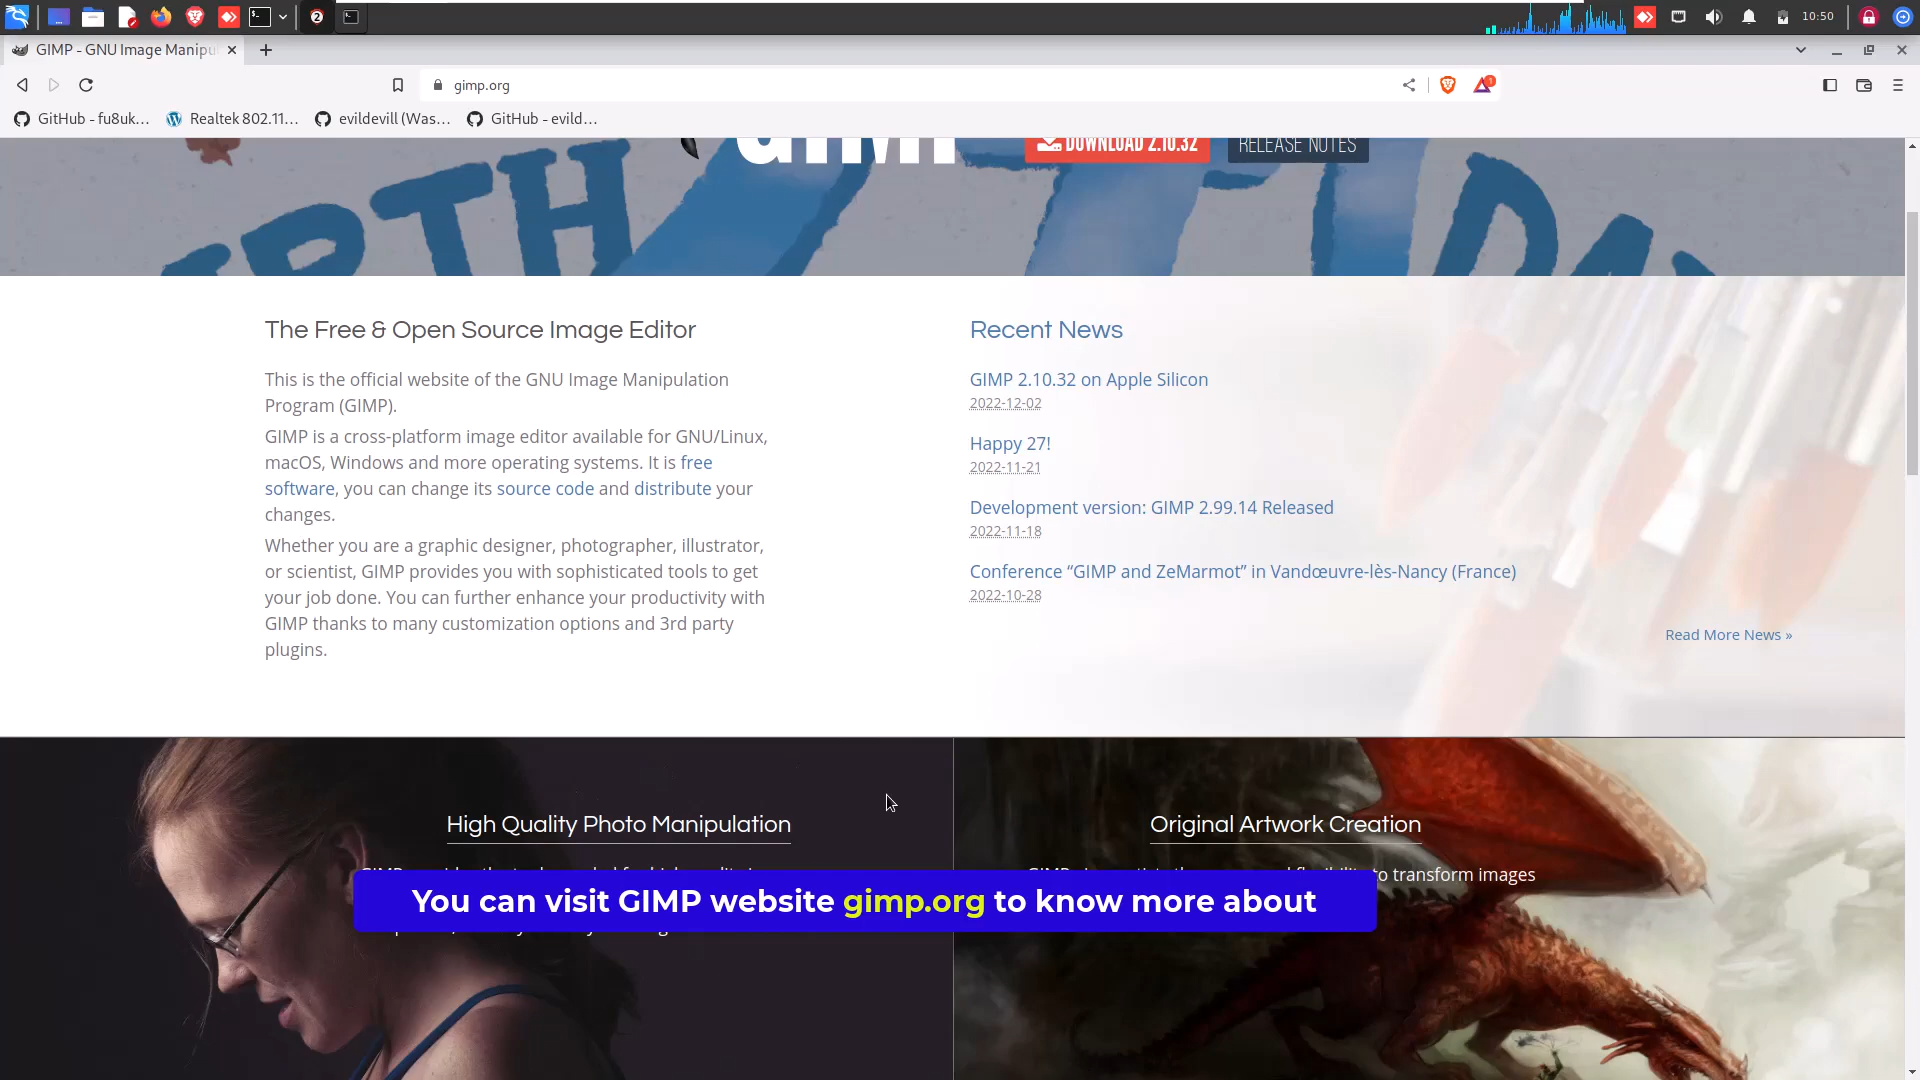 2
10:50
GIMP - GNU Image Manipu
gimp.org
1
GitHub - fu8uk... Realtek 802.11... evildevill (Was... GitHub - evild...
GIMP
DOWNLOAD 2.10.32
RELEASE NOTES
The Free & Open Source Image Editor
This is the official website of the GNU Image Manipulation
Program (GIMP).
GIMP is a cross-platform image editor available for GNU/Linux,
macOS, Windows and more operating systems. It is free
software, you can change its source code and distribute your
changes.
Whether you are a graphic designer, photographer, illustrator,
or scientist, GIMP provides you with sophisticated tools to get
your job done. You can further enhance your productivity with
GIMP thanks to many customization options and 3rd party
plugins.
Recent News
GIMP 2.10.32 on Apple Silicon
2022-12-02
Happy 27!
2022-11-21
Development version: GIMP 2.99.14 Released
2022-11-18
Conference “GIMP and ZeMarmot” in Vandœuvre-lès-Nancy (France)
2022-10-28
Read More News »
High Quality Photo Manipulation
Original Artwork Creation
to transform images
You can visit GIMP website gimp.org to know more about